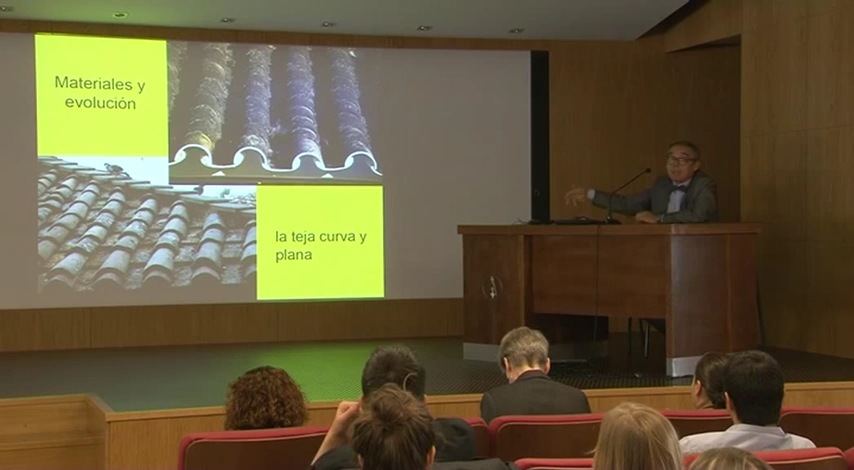 Materiales y
evolución
la teja curva y
plana